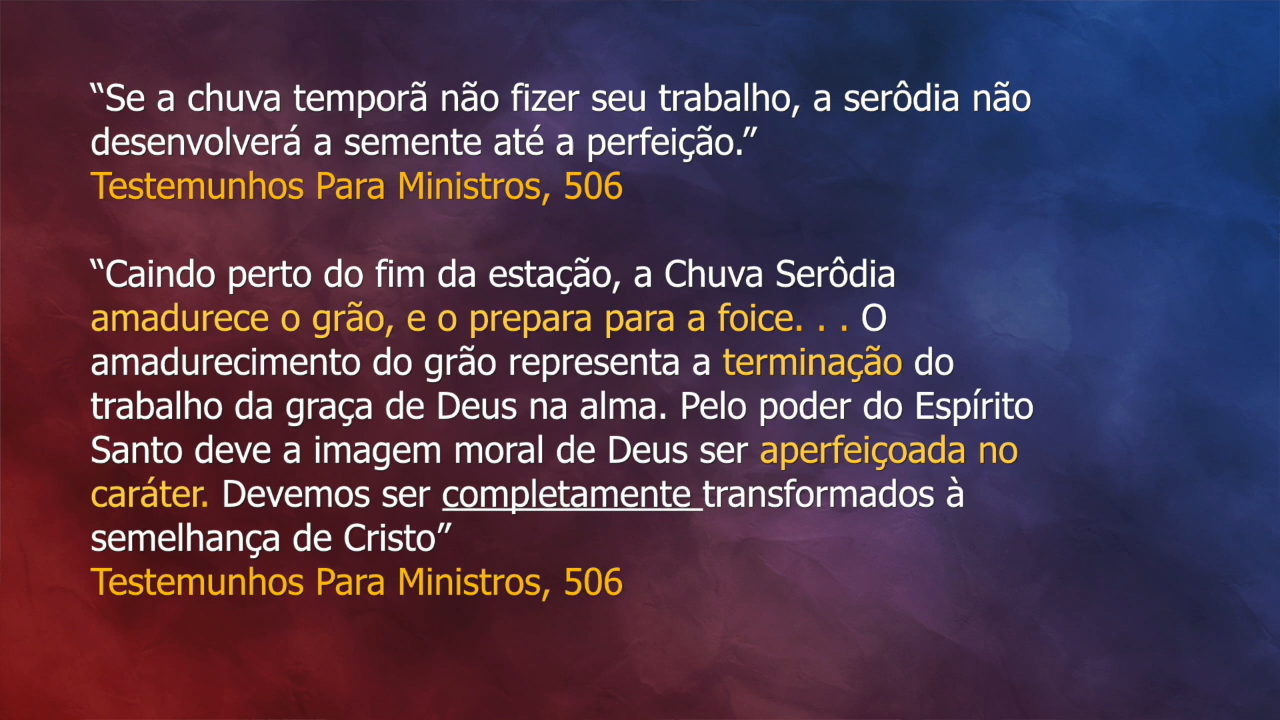 “Se a chuva temporã não fizer seu trabalho, a serôdia não
desenvolverá a semente até a perfeição.”
Testemunhos Para Ministros, 506
“Caindo perto do fim da estação, a Chuva Serôdia
amadurece o grão, e o prepara para a foice. . . O
amadurecimento do grão representa a terminação do
trabalho da graça de Deus na alma. Pelo poder do Espírito
Santo deve a imagem moral de Deus ser aperfeiçoada no
caráter. Devemos ser completamente transformados à
semelhança de Cristo”
Testemunhos Para Ministros, 506